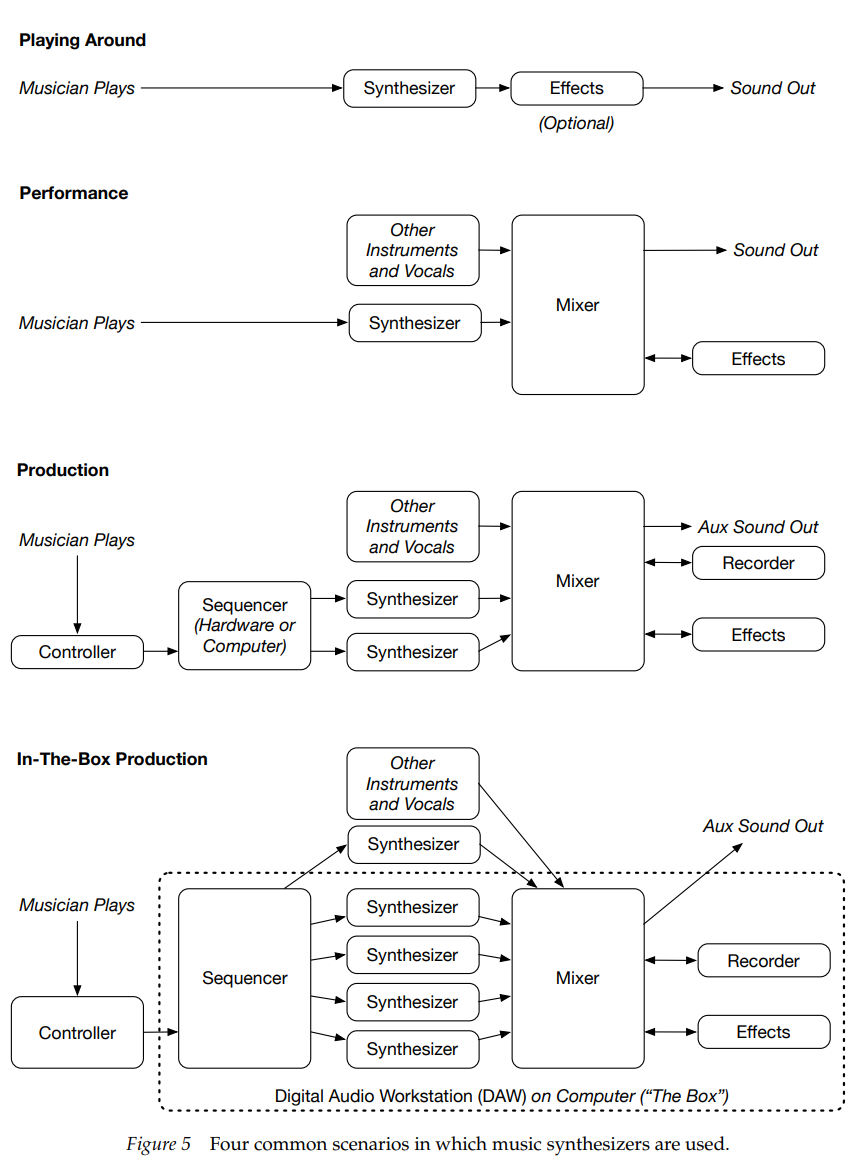 Playing Around
Musician Plays
Synthesizer
Effects
Sound Out
(Optional)
Performance
Other
Instruments
and Vocals
Sound Out
Mixer
Musician Plays
Synthesizer
Effects
Production
Other
Instruments
and Vocals
Aux Sound Out
Musician Plays
Recorder
Mixer
Sequencer
(Hardware or
Computer)
Synthesizer
Effects
Controller
Synthesizer
In-The-Box Production
Other
Instruments
and Vocals
Aux Sound Out
Synthesizer
Musician Plays
Synthesizer
Synthesizer
Recorder
Sequencer
Mixer
Synthesizer
Controller
Effects
Synthesizer
Digital Audio Workstation (DAW) on Computer (“The Box”)
Figure 5 Four common scenarios in which music synthesizers are used.